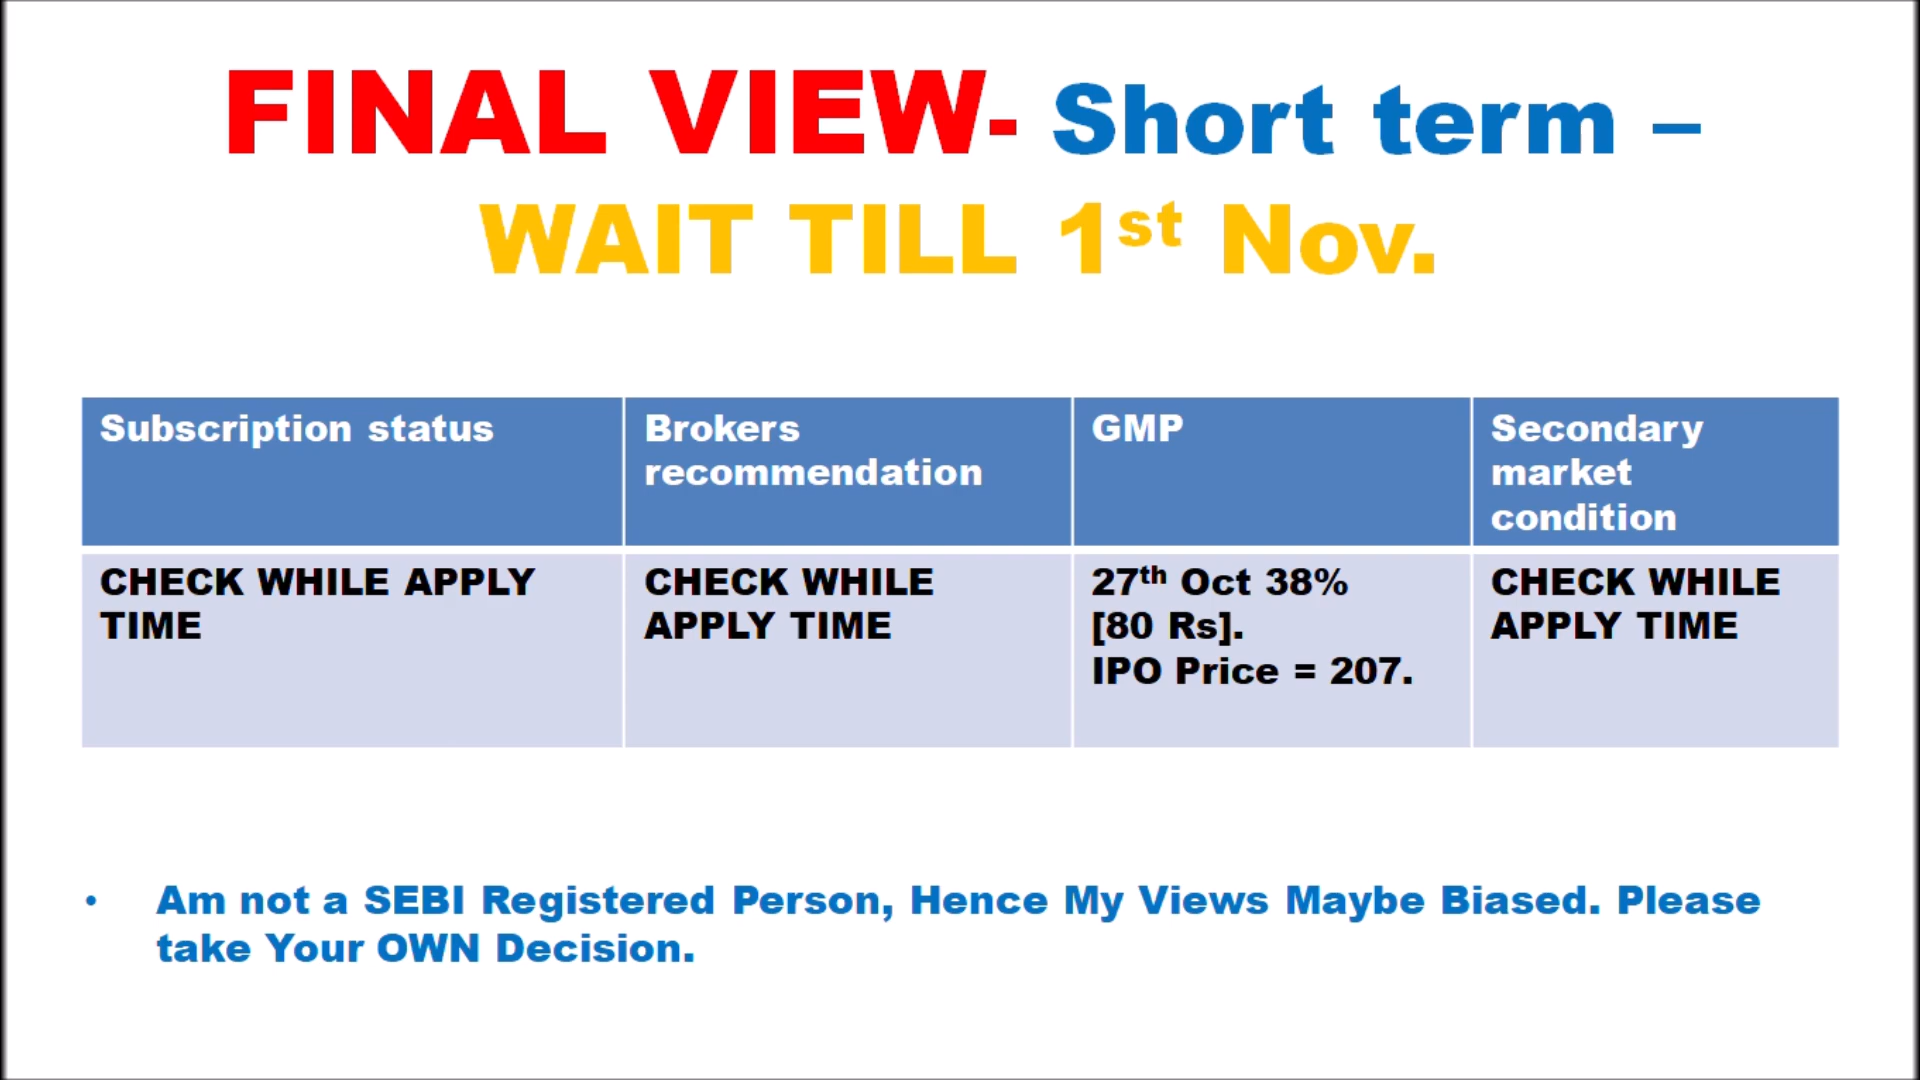 FINAL VIEW- Short term –
WAIT TILL 1st Nov.
Subscription status
Brokers
recommendation
GMP
Secondary
market
condition
CHECK WHILE APPLY
TIME
CHECK WHILE
APPLY TIME
27th Oct 38%
[80 Rs].
IPO Price = 207.
CHECK WHILE
APPLY TIME
• Am not a SEBI Registered Person, Hence My Views Maybe Biased. Please
take Your OWN Decision.